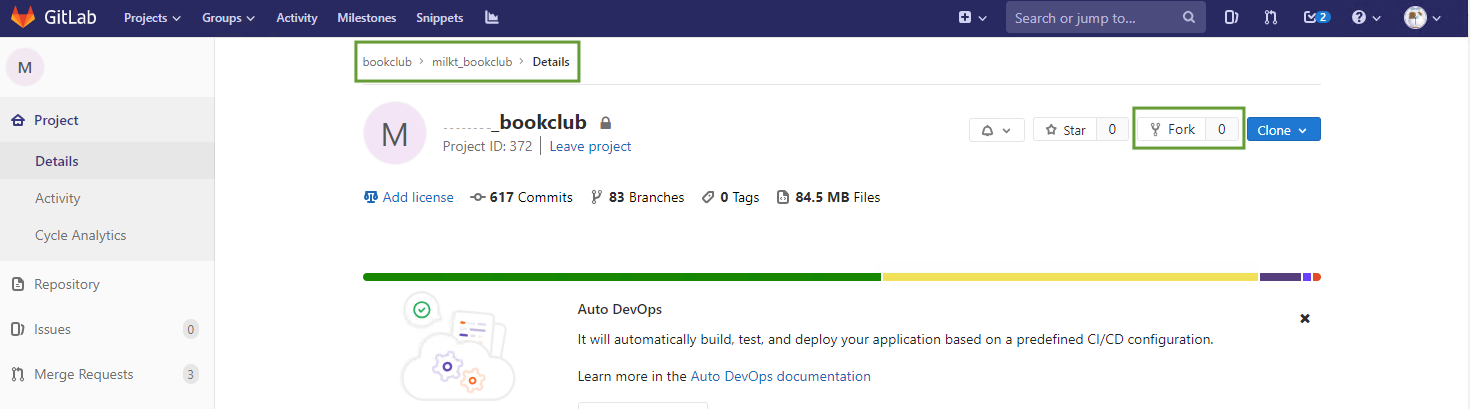 GitLab Projects Groups Activity Milestones Snippets Search or jump to... 2
M
bookclub > milkt_bookclub > Details
Project
M
_bookclub
Star 0 Fork 0 Clone
Project ID: 372 Leave project
Details
Activity
Add license 617 Commits 83 Branches 0 Tags 84.5 MB Files
Cycle Analytics
Repository
Auto DevOps
Issues 0
It will automatically build, test, and deploy your application based on a predefined CI/CD configuration.
Merge Requests 3
Learn more in the Auto DevOps documentation